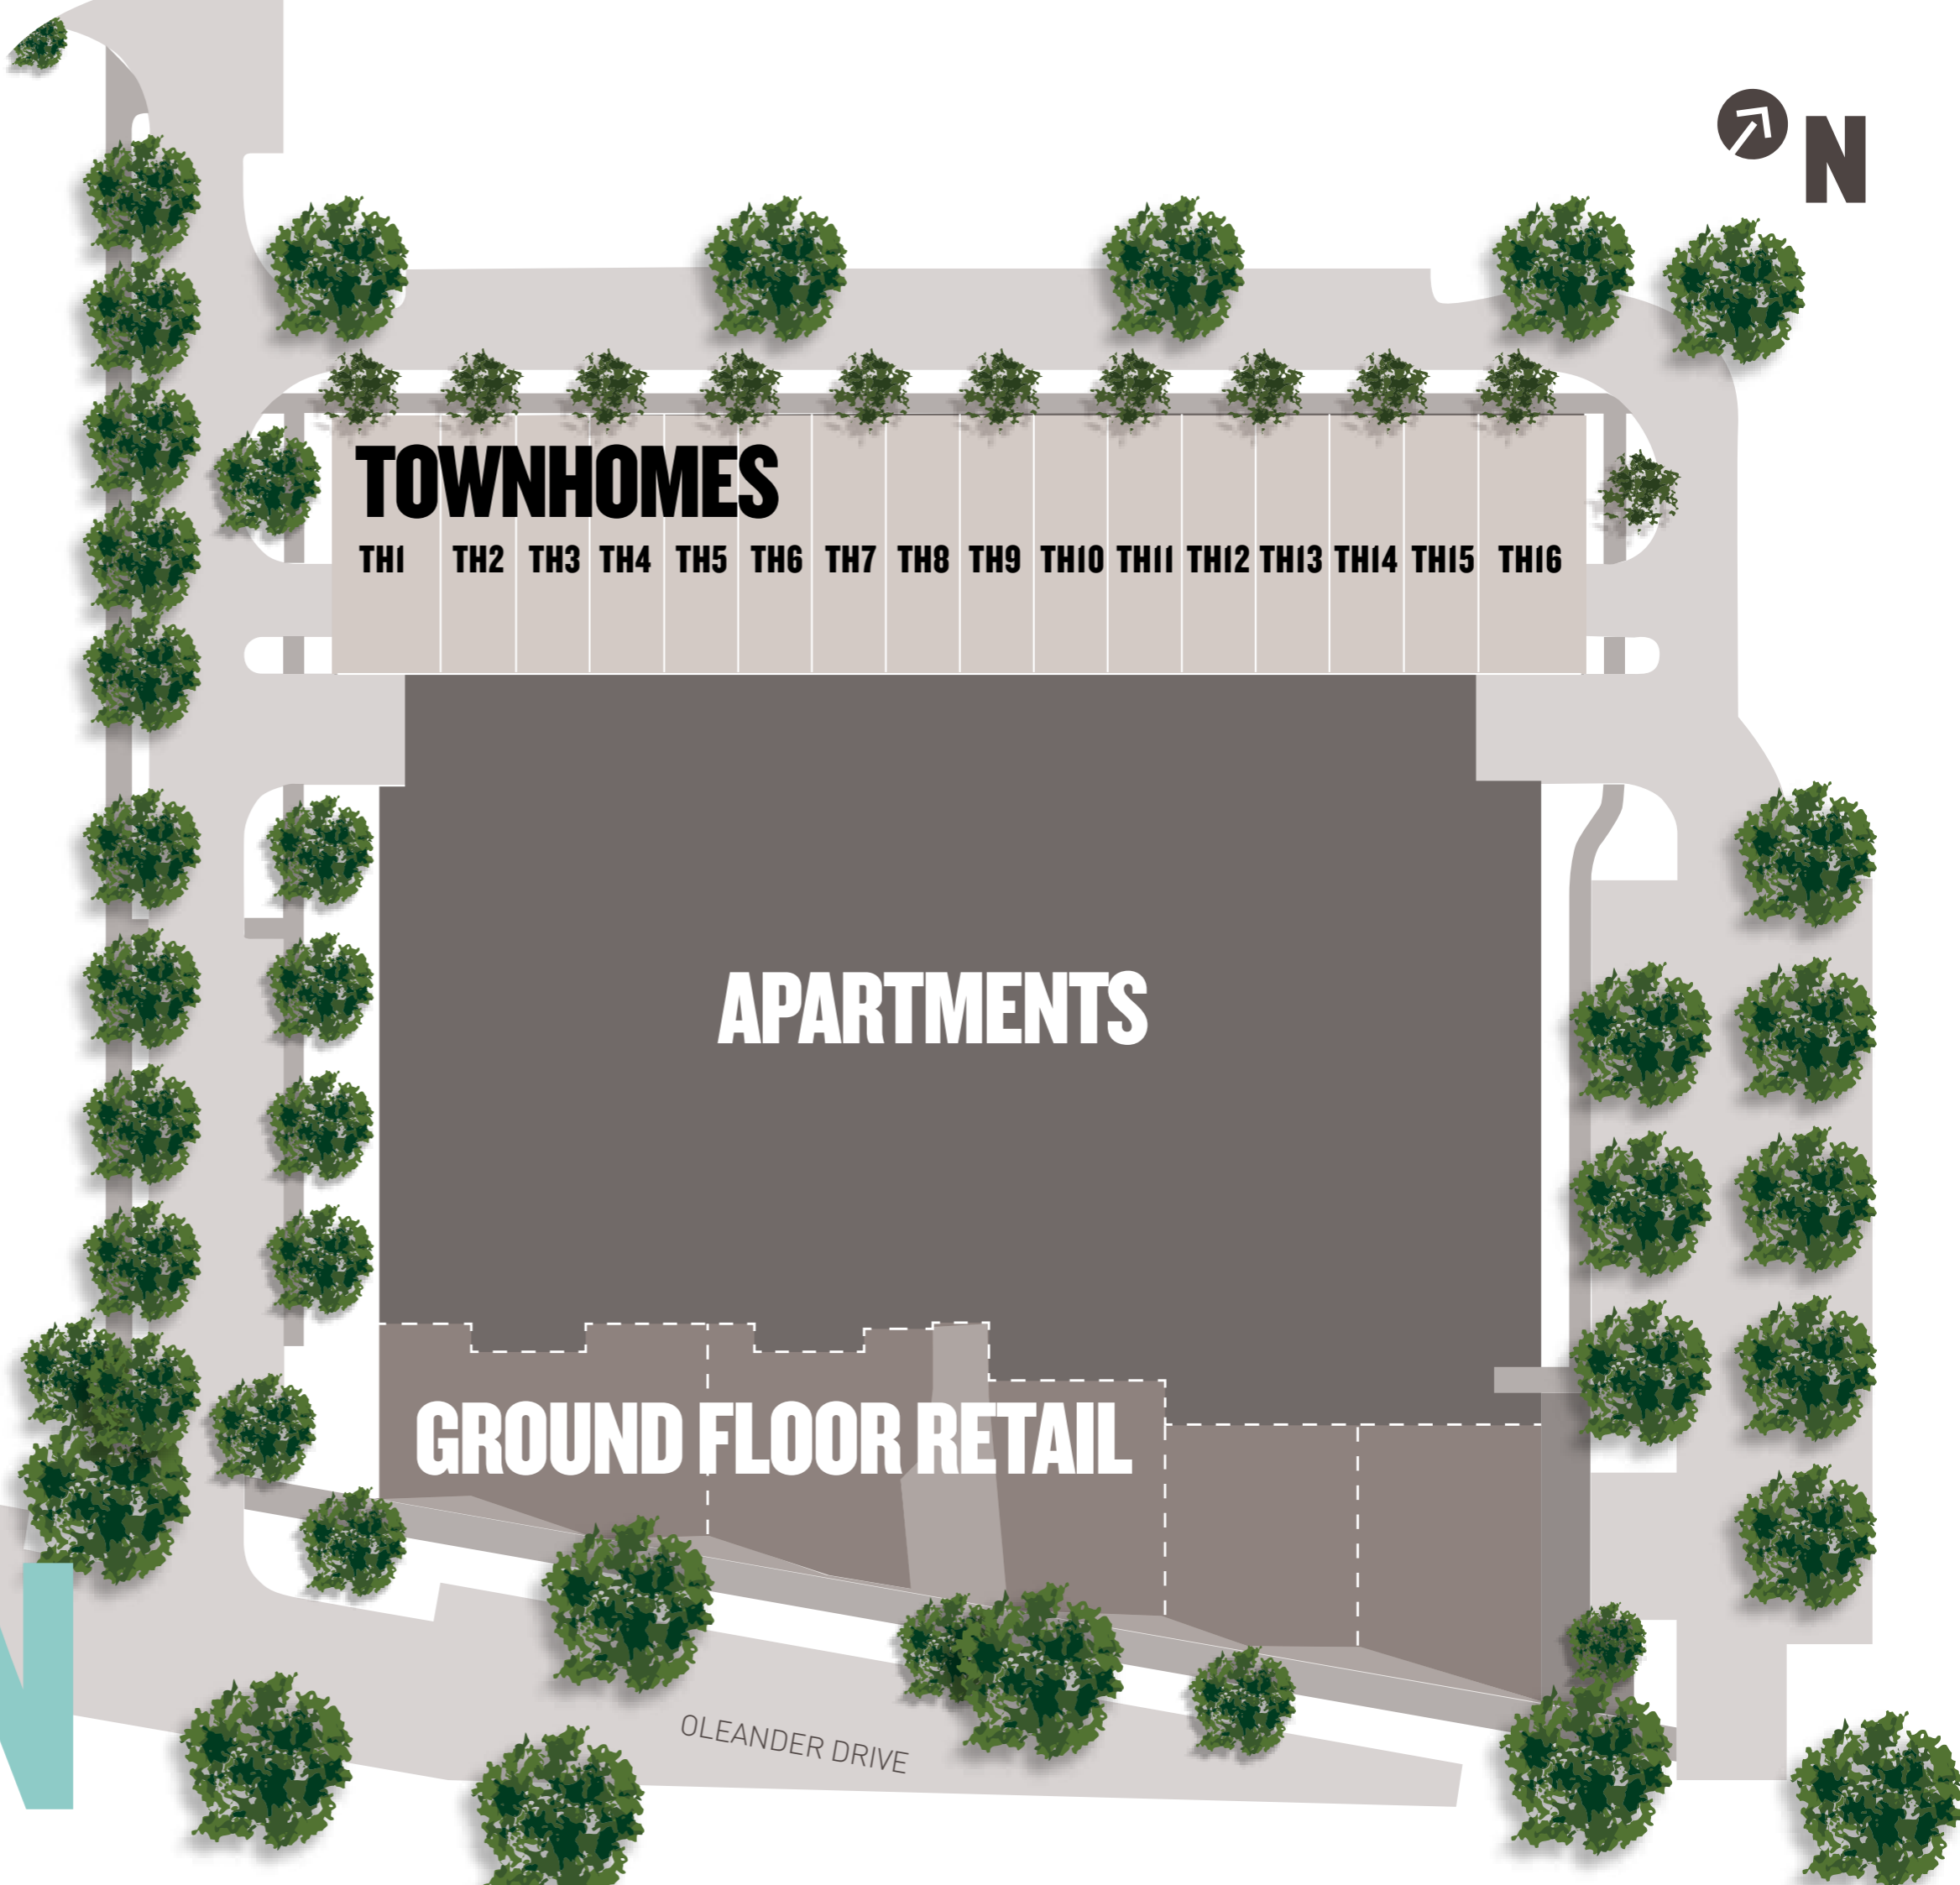 N
TOWNHOMES
TH1 TH2 TH3 TH4 TH5 TH6 TH7 TH8 TH9 TH10 TH11 TH12 TH13 TH14 TH15 TH16
APARTMENTS
GROUND FLOOR RETAIL
OLEANDER DRIVE